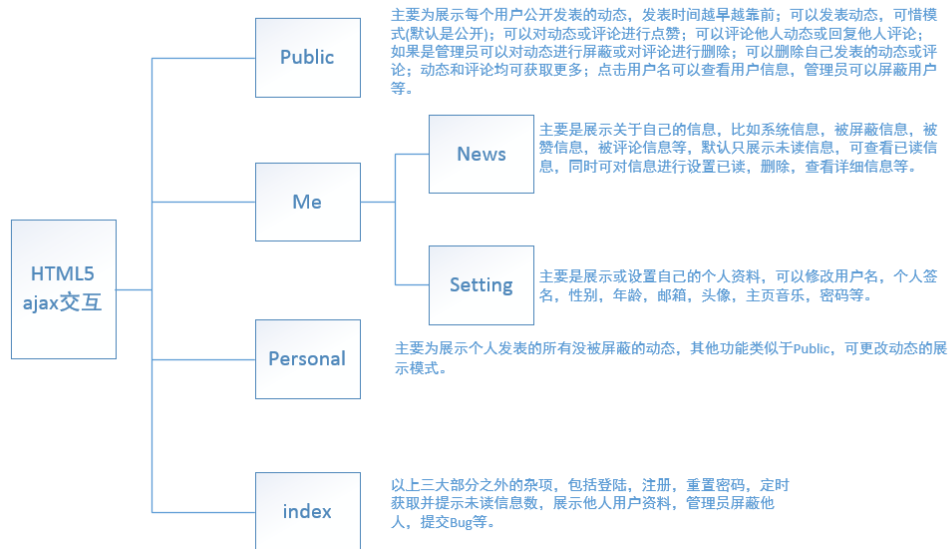 Public
主要为展示每个用户公开发表的动态，发表时间越早越靠前；可以发表动态，可惜模
式(默认是公开)；可以对动态或评论进行点赞；可以评论他人动态或回复他人评论；
如果是管理员可以对动态进行屏蔽或对评论进行删除；可以删除自己发表的动态或评
论；动态和评论均可获取更多；点击用户名可以查看用户信息，管理员可以屏蔽用户
等。
News
主要是展示关于自己的信息，比如系统信息，被屏蔽信息，被
赞信息，被评论信息等，默认只展示未读信息，可查看已读信
息，同时可对信息进行设置已读，删除，查看详细信息等。
Me
HTML5
ajax交互
Setting
主要是展示或设置自己的个人资料，可以修改用户名，个人签
名，性别，年龄，邮箱，头像，主页音乐，密码等。
Personal
主要为展示个人发表的所有没被屏蔽的动态，其他功能类似于Public，可更改动态的展
示模式。
index
以上三大部分之外的杂项，包括登陆，注册，重置密码，定时
获取并提示未读信息数，展示他人用户资料，管理员屏蔽他
人，提交Bug等。